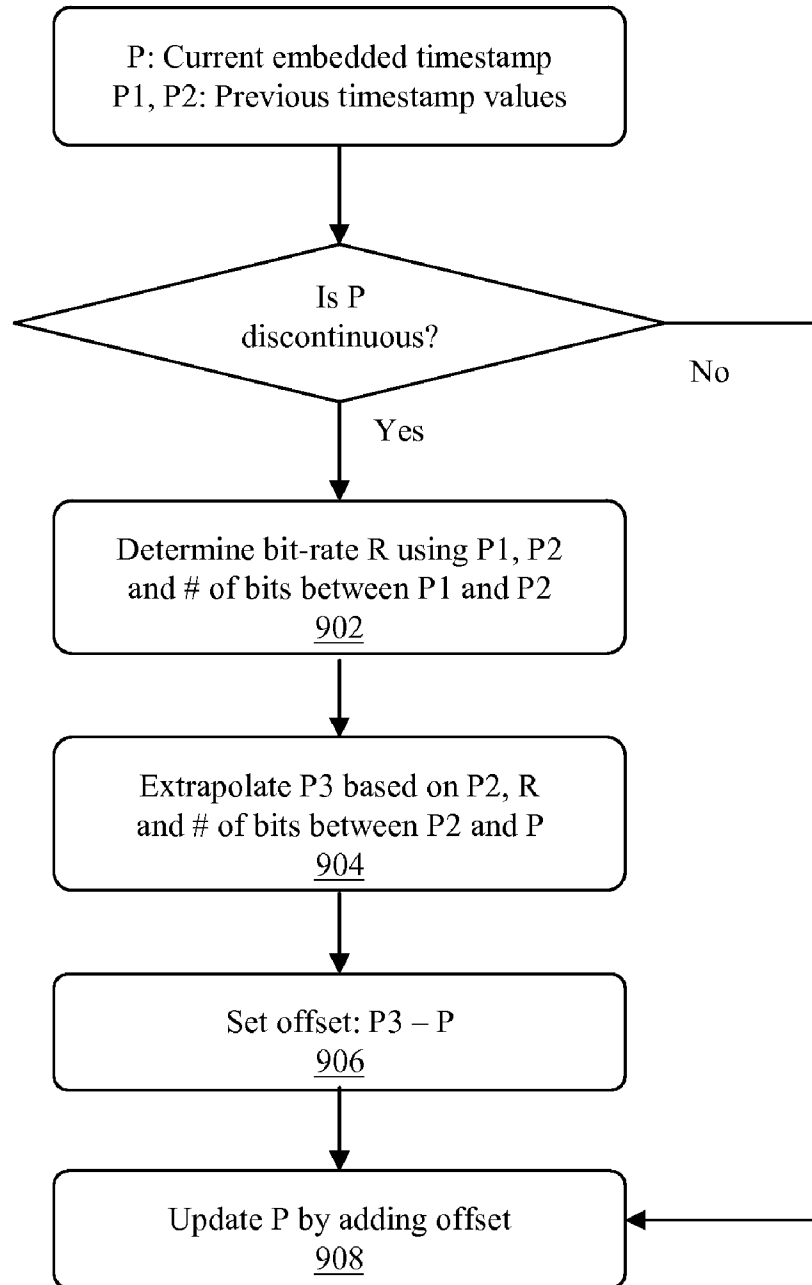 P: Current embedded timestamp
P1, P2: Previous timestamp values
Is P
discontinuous?
No
Yes
Determine bit-rate R using P1, P2
and # of bits between P1 and P2
902
Extrapolate P3 based on P2, R
and # of bits between P2 and P
904
Set offset: P3 – P
906
Update P by adding offset
908